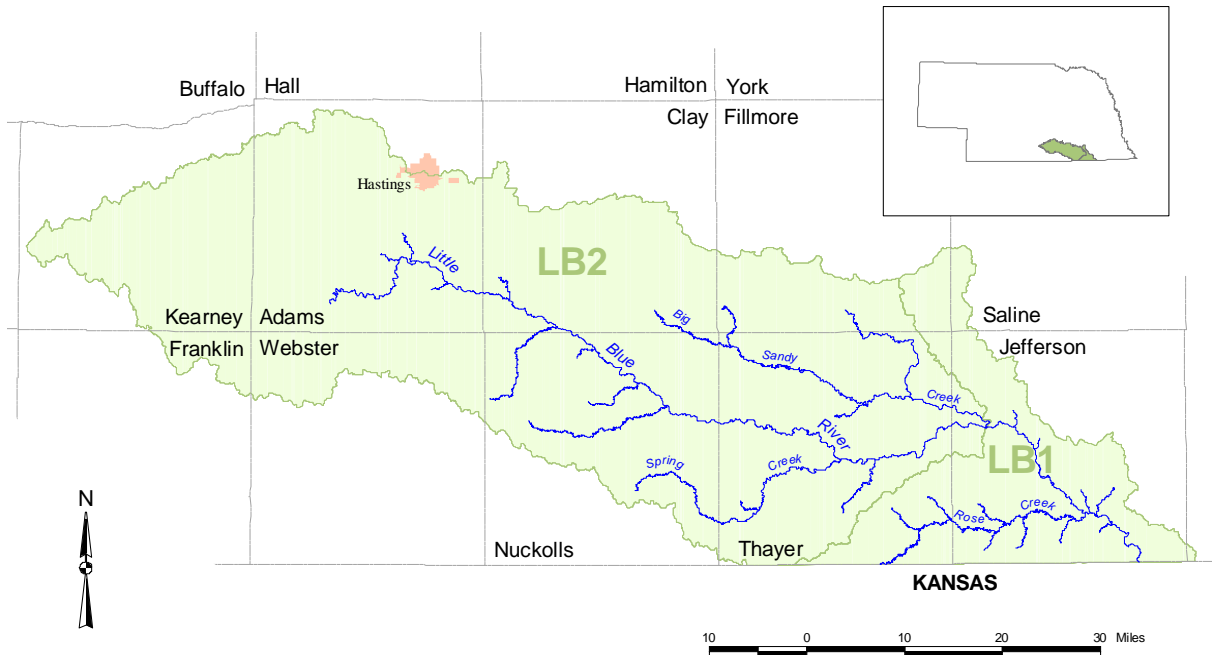 Buffalo
Hall
Hamilton
York
Clay
Fillmore
Hastings
LB2
Little
Blue
River
Big
Sandy
Creek
Kearney
Adams
Franklin
Webster
Saline
Jefferson
LB1
Spring
Creek
Rose
Creek
N
Nuckolls
Thayer
KANSAS
10 0 10 20 30 Miles